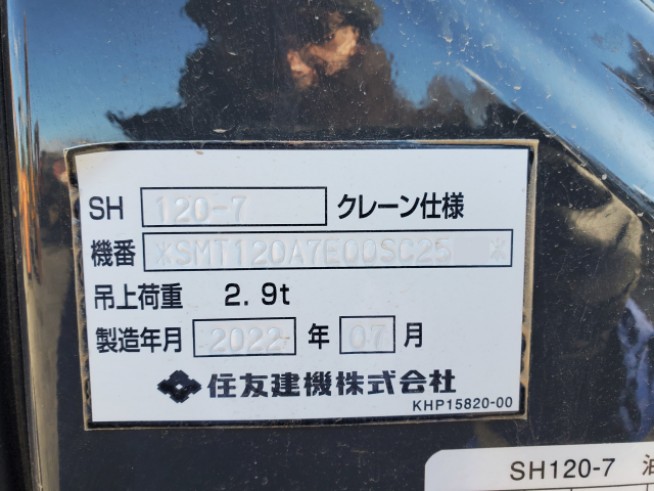 SH 120-7 クレーン仕様
機番 *SMT120A7E00SC25 *
吊上荷重 2.9t
製造年月 2022 年 07 月
住友建機株式会社
KHP15820-00
SH120-7